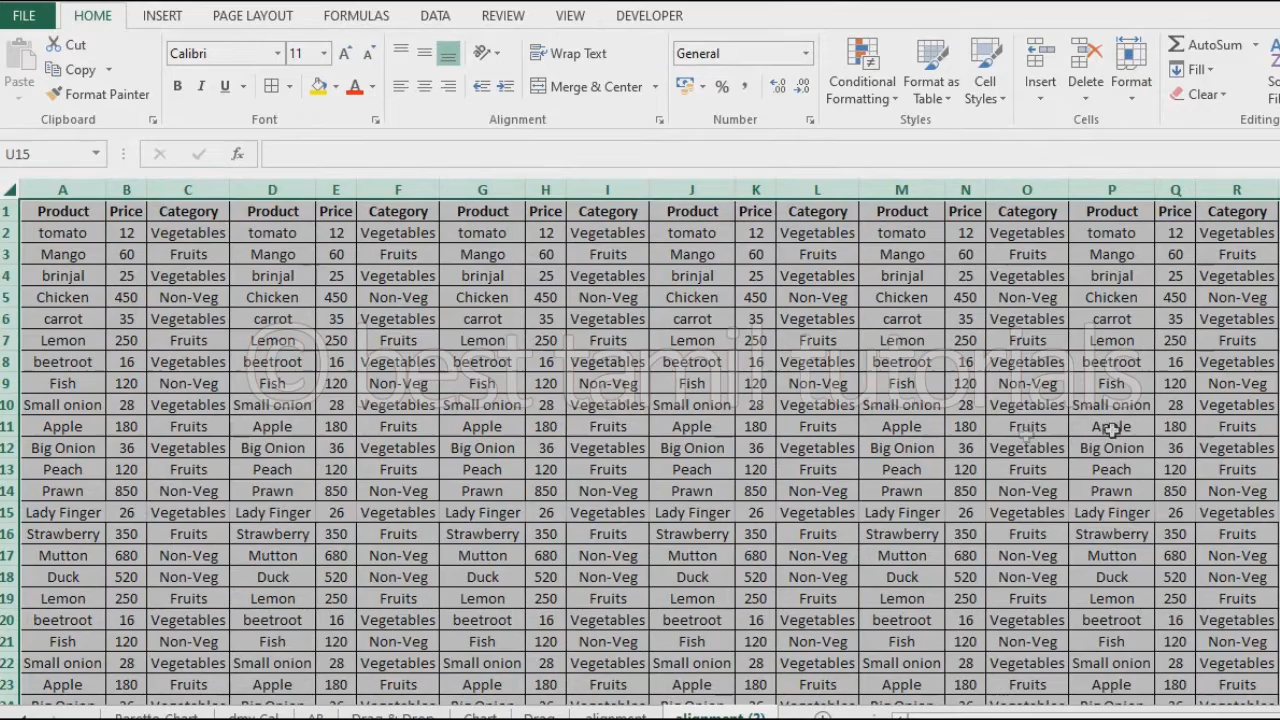 FILE HOME INSERT PAGE LAYOUT FORMULAS DATA REVIEW VIEW DEVELOPER
Paste Cut Copy Format Painter Clipboard
Calibri 11 B I U A Font
Wrap Text Merge & Center Alignment
General % , Number
Conditional Formatting Format as Table Cell Styles Styles
Insert Delete Format Cells
AutoSum Fill Clear Editing
U15 fx
A B C D E F G H I J K L M N O P Q R
1 Product Price Category Product Price Category Product Price Category Product Price Category Product Price Category Product Price Category
2 tomato 12 Vegetables tomato 12 Vegetables tomato 12 Vegetables tomato 12 Vegetables tomato 12 Vegetables tomato 12 Vegetables
3 Mango 60 Fruits Mango 60 Fruits Mango 60 Fruits Mango 60 Fruits Mango 60 Fruits Mango 60 Fruits
4 brinjal 25 Vegetables brinjal 25 Vegetables brinjal 25 Vegetables brinjal 25 Vegetables brinjal 25 Vegetables brinjal 25 Vegetables
5 Chicken 450 Non-Veg Chicken 450 Non-Veg Chicken 450 Non-Veg Chicken 450 Non-Veg Chicken 450 Non-Veg Chicken 450 Non-Veg
6 carrot 35 Vegetables carrot 35 Vegetables carrot 35 Vegetables carrot 35 Vegetables carrot 35 Vegetables carrot 35 Vegetables
7 Lemon 250 Fruits Lemon 250 Fruits Lemon 250 Fruits Lemon 250 Fruits Lemon 250 Fruits Lemon 250 Fruits
8 beetroot 16 Vegetables beetroot 16 Vegetables beetroot 16 Vegetables beetroot 16 Vegetables beetroot 16 Vegetables beetroot 16 Vegetables
© best tamil tutorials
9 Fish 120 Non-Veg Fish 120 Non-Veg Fish 120 Non-Veg Fish 120 Non-Veg Fish 120 Non-Veg Fish 120 Non-Veg
10 Small onion 28 Vegetables Small onion 28 Vegetables Small onion 28 Vegetables Small onion 28 Vegetables Small onion 28 Vegetables Small onion 28 Vegetables
11 Apple 180 Fruits Apple 180 Fruits Apple 180 Fruits Apple 180 Fruits Apple 180 Fruits Apple 180 Fruits
12 Big Onion 36 Vegetables Big Onion 36 Vegetables Big Onion 36 Vegetables Big Onion 36 Vegetables Big Onion 36 Vegetables Big Onion 36 Vegetables
13 Peach 120 Fruits Peach 120 Fruits Peach 120 Fruits Peach 120 Fruits Peach 120 Fruits Peach 120 Fruits
14 Prawn 850 Non-Veg Prawn 850 Non-Veg Prawn 850 Non-Veg Prawn 850 Non-Veg Prawn 850 Non-Veg Prawn 850 Non-Veg
15 Lady Finger 26 Vegetables Lady Finger 26 Vegetables Lady Finger 26 Vegetables Lady Finger 26 Vegetables Lady Finger 26 Vegetables Lady Finger 26 Vegetables
16 Strawberry 350 Fruits Strawberry 350 Fruits Strawberry 350 Fruits Strawberry 350 Fruits Strawberry 350 Fruits Strawberry 350 Fruits
17 Mutton 680 Non-Veg Mutton 680 Non-Veg Mutton 680 Non-Veg Mutton 680 Non-Veg Mutton 680 Non-Veg Mutton 680 Non-Veg
18 Duck 520 Non-Veg Duck 520 Non-Veg Duck 520 Non-Veg Duck 520 Non-Veg Duck 520 Non-Veg Duck 520 Non-Veg
19 Lemon 250 Fruits Lemon 250 Fruits Lemon 250 Fruits Lemon 250 Fruits Lemon 250 Fruits Lemon 250 Fruits
20 beetroot 16 Vegetables beetroot 16 Vegetables beetroot 16 Vegetables beetroot 16 Vegetables beetroot 16 Vegetables beetroot 16 Vegetables
21 Fish 120 Non-Veg Fish 120 Non-Veg Fish 120 Non-Veg Fish 120 Non-Veg Fish 120 Non-Veg Fish 120 Non-Veg
22 Small onion 28 Vegetables Small onion 28 Vegetables Small onion 28 Vegetables Small onion 28 Vegetables Small onion 28 Vegetables Small onion 28 Vegetables
23 Apple 180 Fruits Apple 180 Fruits Apple 180 Fruits Apple 180 Fruits Apple 180 Fruits Apple 180 Fruits
Drag & Drop Chart Drag alignment alignment (2)